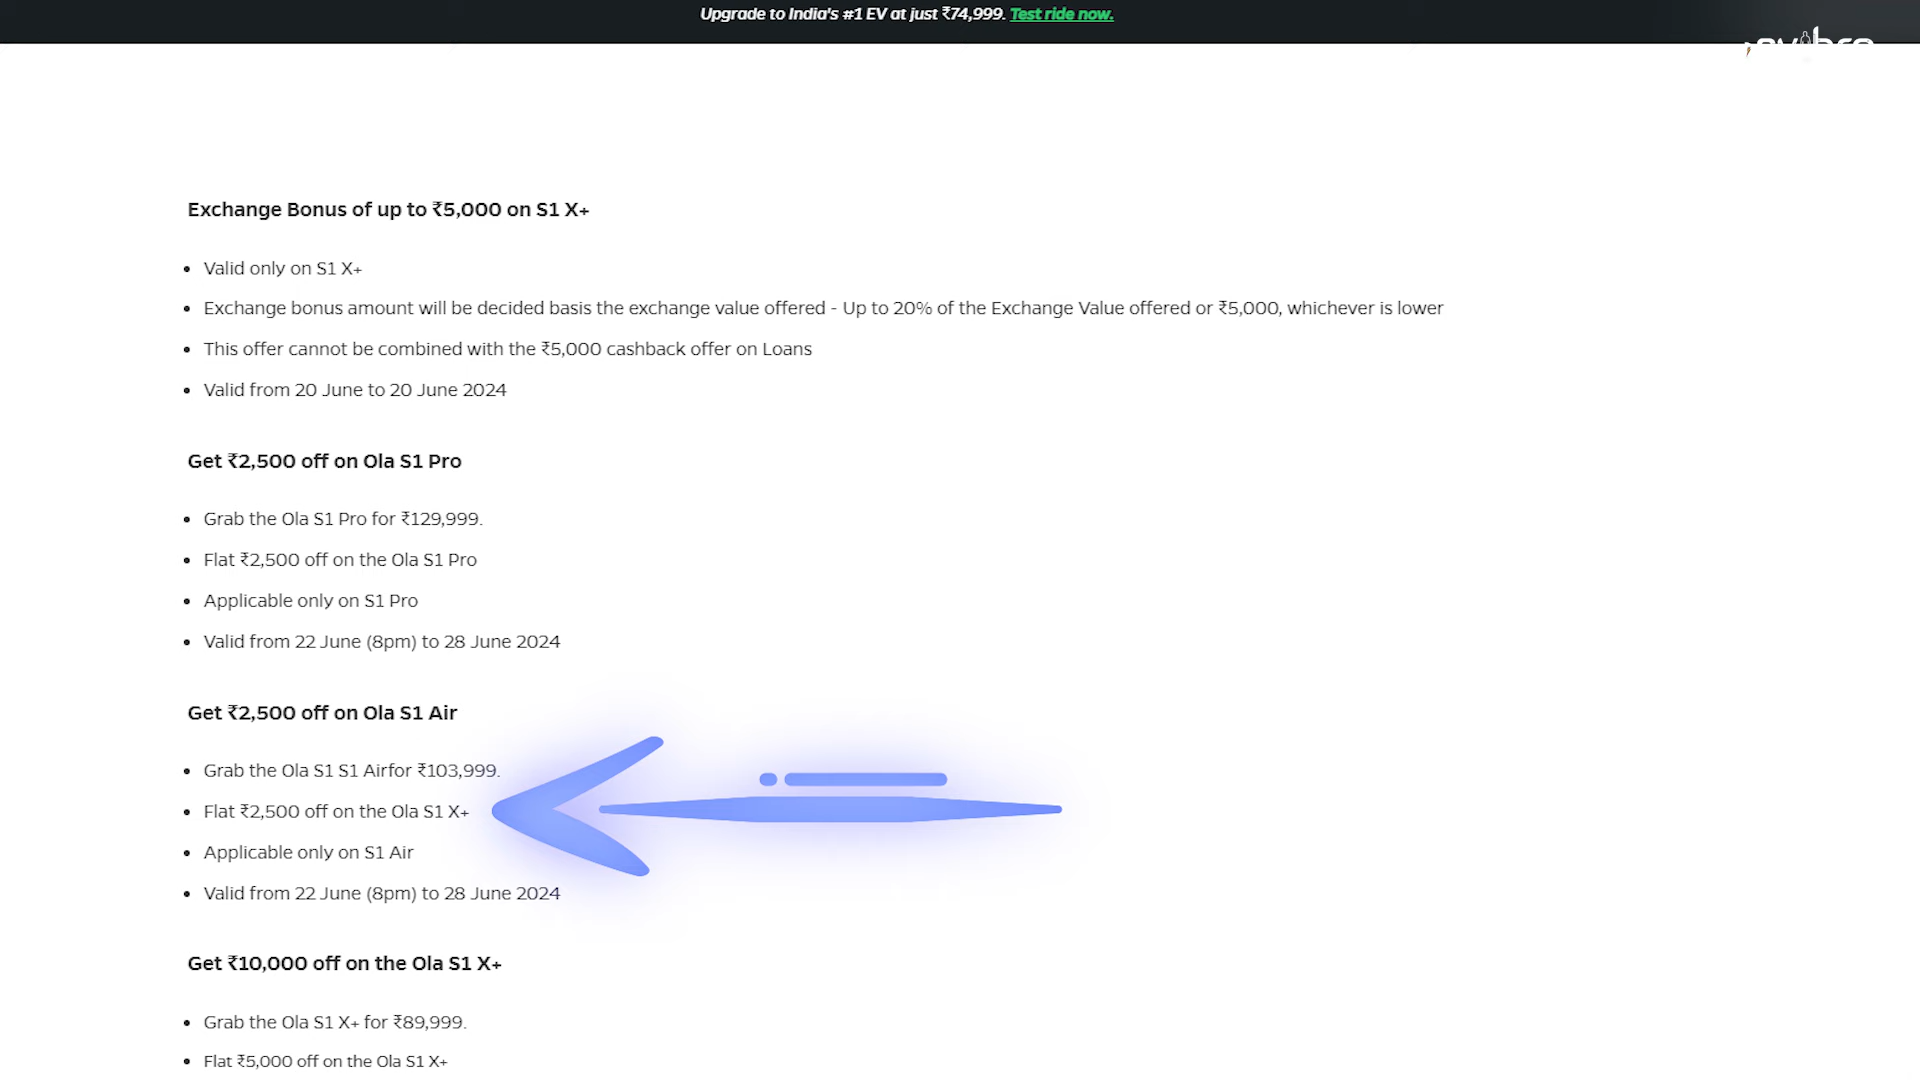 Upgrade to India's #1 EV at just ₹74,999. Test ride now.
Exchange Bonus of up to ₹5,000 on S1 X+
• Valid only on S1 X+
• Exchange bonus amount will be decided basis the exchange value offered - Up to 20% of the Exchange Value offered or ₹5,000, whichever is lower
• This offer cannot be combined with the ₹5,000 cashback offer on Loans
• Valid from 20 June to 20 June 2024
Get ₹2,500 off on Ola S1 Pro
• Grab the Ola S1 Pro for ₹129,999.
• Flat ₹2,500 off on the Ola S1 Pro
• Applicable only on S1 Pro
• Valid from 22 June (8pm) to 28 June 2024
Get ₹2,500 off on Ola S1 Air
• Grab the Ola S1 S1 Airfor ₹103,999.
• Flat ₹2,500 off on the Ola S1 X+
• Applicable only on S1 Air
• Valid from 22 June (8pm) to 28 June 2024
Get ₹10,000 off on the Ola S1 X+
• Grab the Ola S1 X+ for ₹89,999.
• Flat ₹5,000 off on the Ola S1 X+